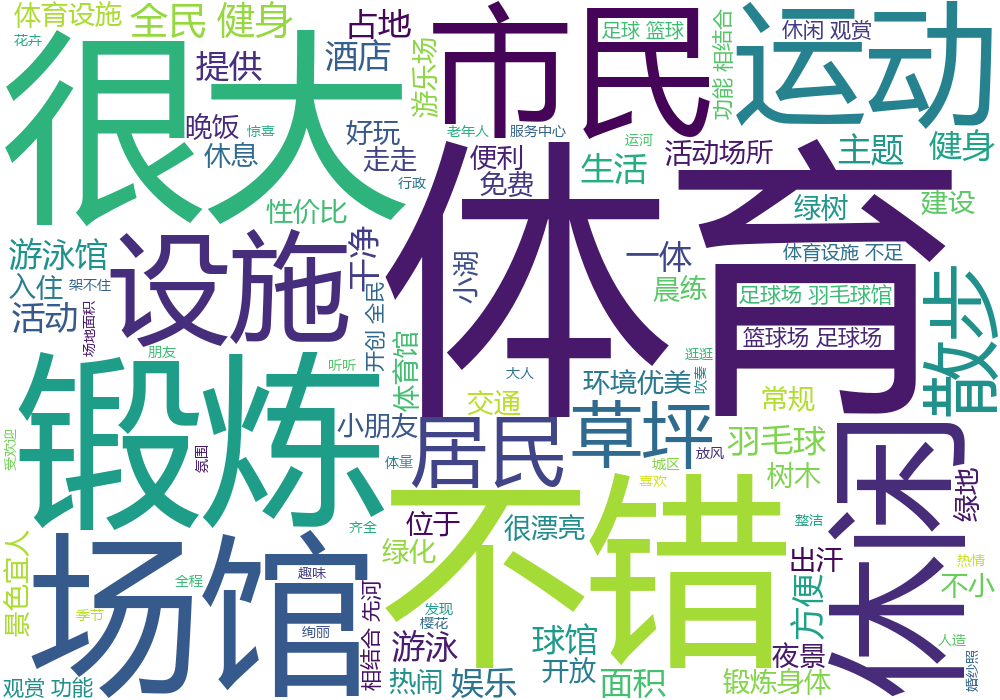 体育设施
全民 健身
占地
足球 篮球
休闲 观赏
花卉
很大
提供
酒店
游乐场
市民
功能 相结合
运动
晚饭
惊喜
好玩
老年人
服务中心
运河
休息
走走
便利
生活
活动场所
主题
健身
行政
免费
性价比
体育
绿树
建设
游泳馆
设施
干净
小湖
一体
体育设施 不足
入住
架不住
晨练
足球场 羽毛球馆
散步
活动
场地面积
开创 全民
篮球场 足球场
朋友
听听
体育馆
大人
环境优美
吹奏
逛逛
锻炼
交通
常规
小朋友
居民
草坪
羽毛球
休闲
受欢迎
氛围
体量
放风
城区
喜欢
树木
绿地
不错
齐全
位于
很漂亮
整洁
景色宜人
场馆
绿化
出汗
热情
趣味
全程
相结合 先河
方便
不小
季节
绚丽
发现
樱花
游泳
球馆
夜景
人造
观赏 功能
热闹
娱乐
开放
面积
锻炼身体
婚纱照